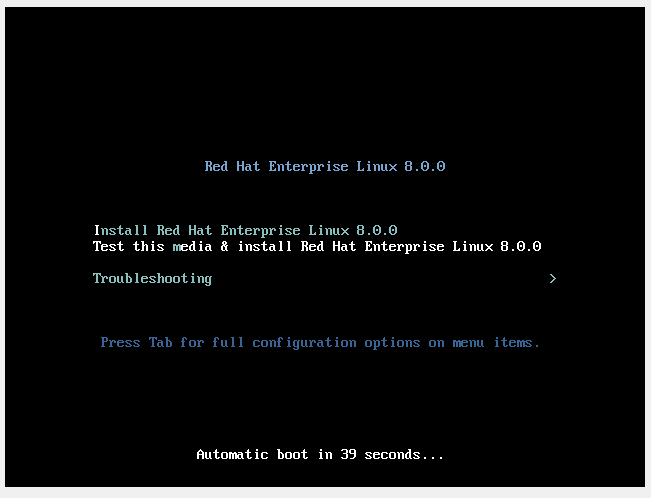 Red Hat Enterprise Linux 8.0.0
Install Red Hat Enterprise Linux 8.0.0
Test this media & install Red Hat Enterprise Linux 8.0.0
Troubleshooting >
Press Tab for full configuration options on menu items.
Automatic boot in 39 seconds...